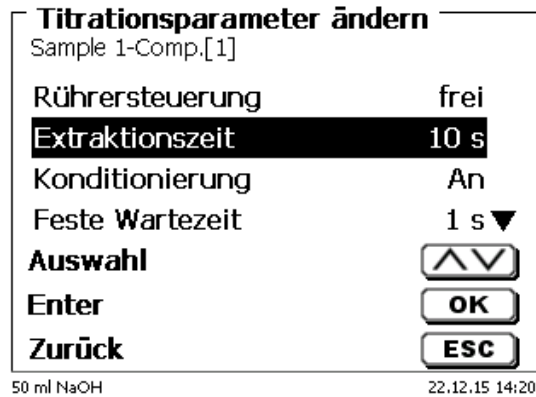 Titrationsparameter ändern
Sample 1-Comp.[1]
Rührersteuerung frei
Extraktionszeit 10 s
Konditionierung An
Feste Wartezeit 1 s▼
Auswahl
Enter OK
Zurück ESC
50 ml NaOH 22.12.15 14:20